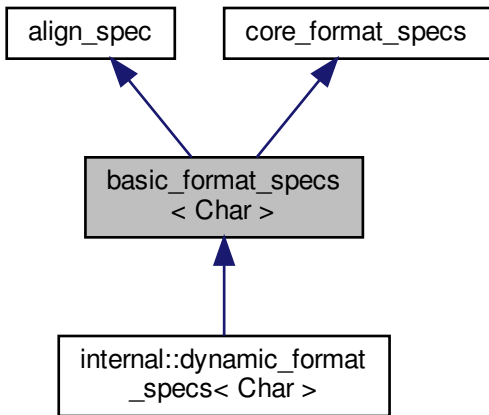 align_spec
core_format_specs
basic_format_specs
< Char >
internal::dynamic_format
_specs< Char >